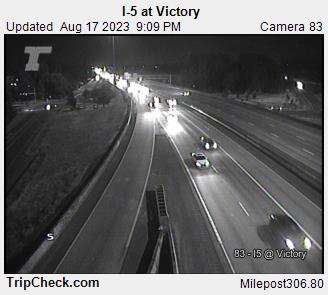 I-5 at Victory
Updated Aug 17 2023 9:09 PM Camera 83
T
S
83 - I5 @ Victory
TripCheck.com Milepost306.80